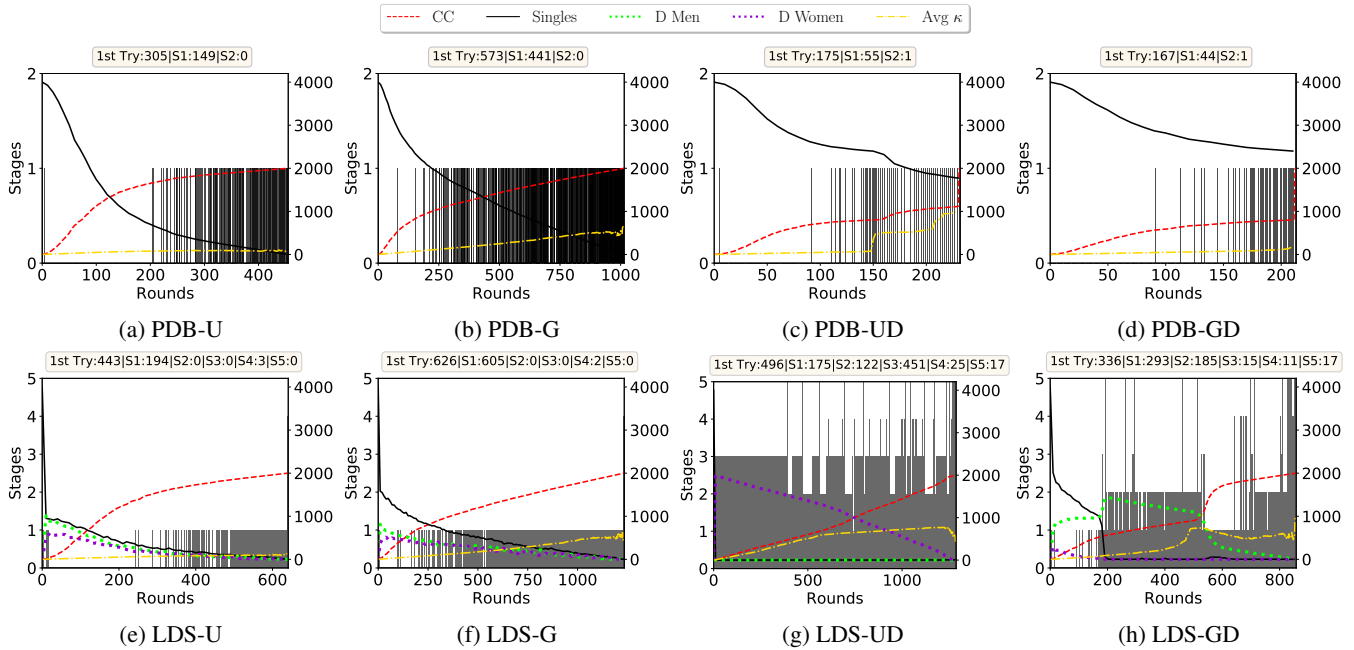 CC Singles D Men D Women Avg κ
1st Try:305|S1:149|S2:0
1st Try:573|S1:441|S2:0
1st Try:175|S1:55|S2:1
1st Try:167|S1:44|S2:1
2 4000 2 4000 2 4000 2 4000
3000 3000 3000 3000
Stages 1 2000 Stages 1 2000 Stages 1 2000 Stages 1 2000
1000 1000 1000 1000
0 0 0 0 0 0 0 0
0 100 200 300 400
0 250 500 750 1000
0 50 100 150 200
0 50 100 150 200
Rounds Rounds Rounds Rounds
(a) PDB-U (b) PDB-G (c) PDB-UD (d) PDB-GD
1st Try:443|S1:194|S2:0|S3:0|S4:3|S5:0
1st Try:626|S1:605|S2:0|S3:0|S4:2|S5:0
1st Try:496|S1:175|S2:122|S3:451|S4:25|S5:17
1st Try:336|S1:293|S2:185|S3:15|S4:11|S5:17
5 5 5 5
4000 4000 4000 4000
4 4 4 4
3000 3000 3000 3000
Stages 3 Stages 3 Stages 3 Stages 3
2 2000 2 2000 2 2000 2 2000
1 1000 1 1000 1 1000 1 1000
0 0 0 0 0 0 0 0
0 200 400 600
0 250 500 750 1000
0 500 1000
0 200 400 600 800
Rounds Rounds Rounds Rounds
(e) LDS-U (f) LDS-G (g) LDS-UD (h) LDS-GD